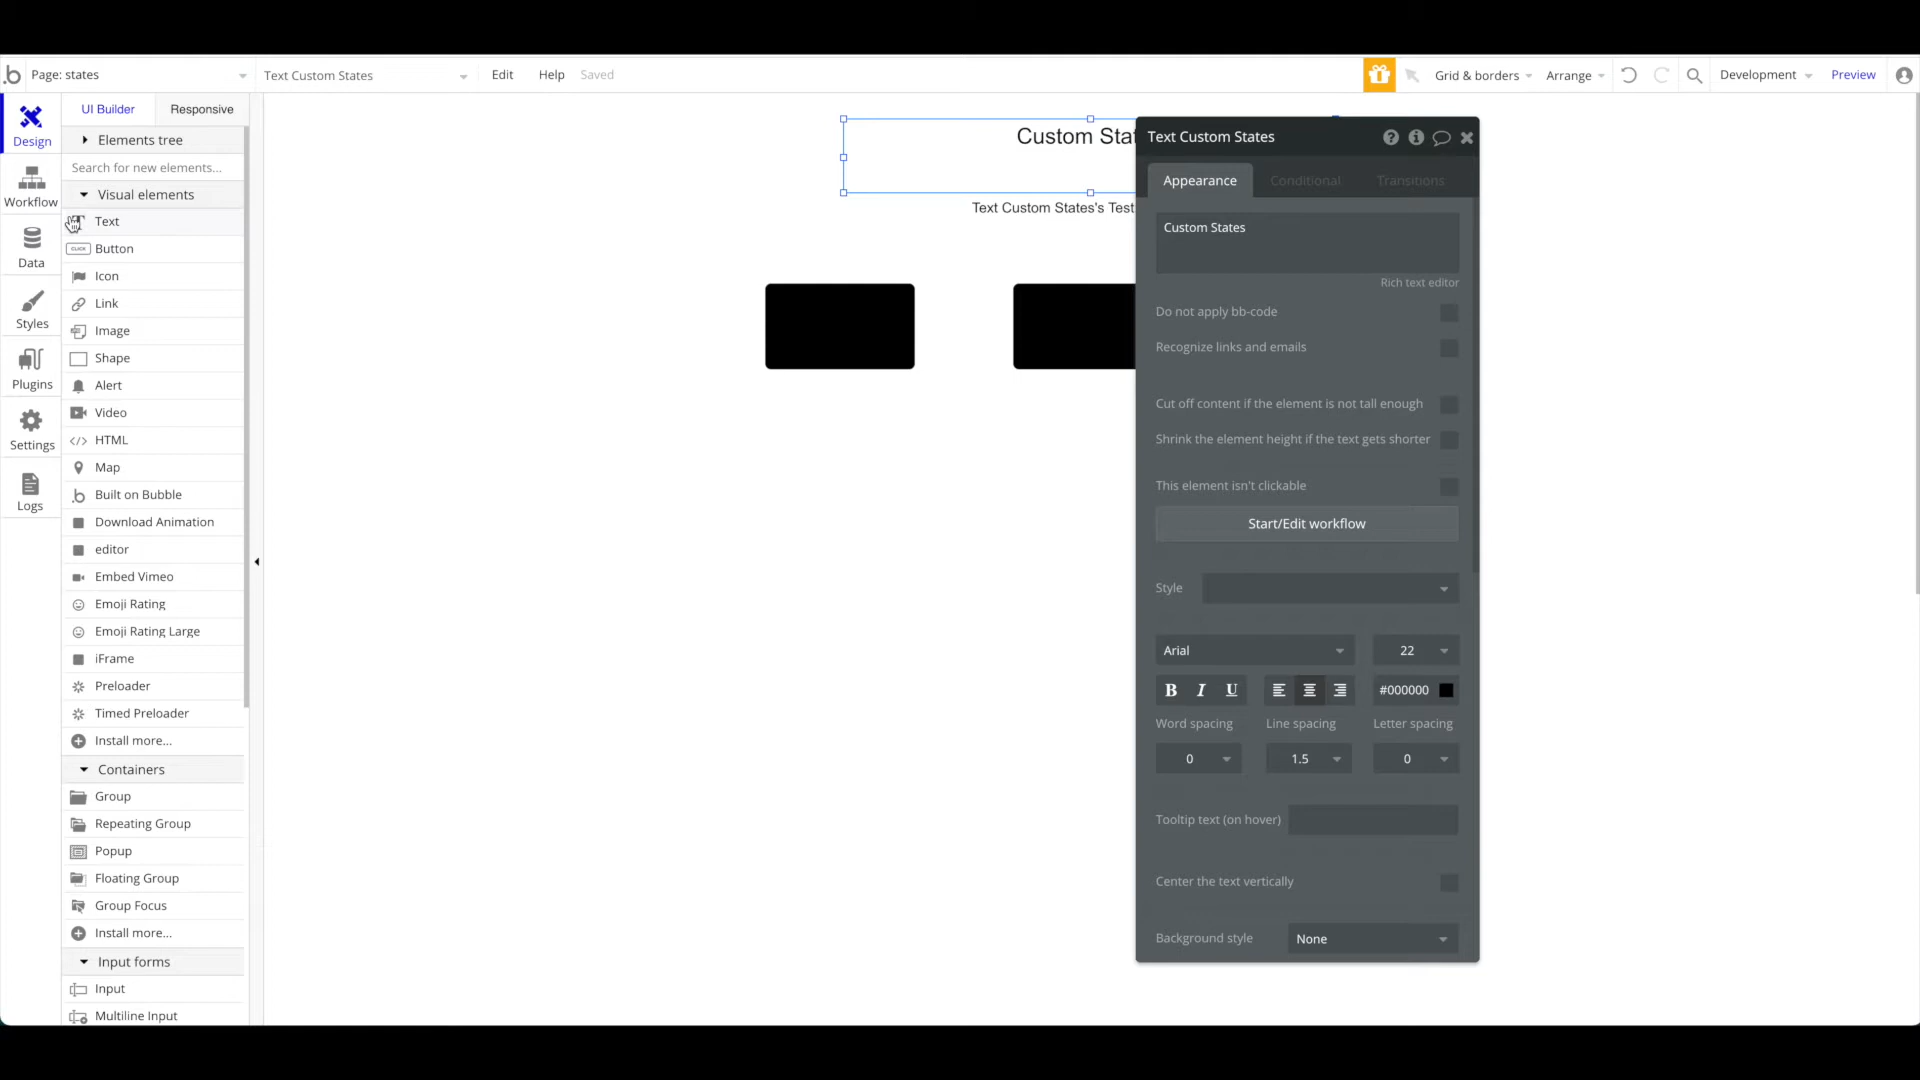 b Page: states
Text Custom States
Edit
Help
Saved
Grid & borders
Arrange
Development
Preview
Design
Workflow
Data
Styles
Plugins
Settings
Logs
UI Builder
Responsive
Elements tree
Search for new elements...
Visual elements
Text
CLICK Button
Icon
Link
Image
Shape
Alert
Video
</> HTML
Map
b Built on Bubble
Download Animation
editor
Embed Vimeo
Emoji Rating
Emoji Rating Large
iFrame
Preloader
Timed Preloader
Install more...
Containers
Group
Repeating Group
Popup
Floating Group
Group Focus
Install more...
Input forms
Input
Multiline Input
Custom Stat
Text Custom States's Test
Text Custom States
Appearance
Conditional
Transitions
Custom States
Rich text editor
Do not apply bb-code
Recognize links and emails
Cut off content if the element is not tall enough
Shrink the element height if the text gets shorter
This element isn't clickable
Start/Edit workflow
Style
Arial
22
B I U
#000000
Word spacing
Line spacing
Letter spacing
0
1.5
0
Tooltip text (on hover)
Center the text vertically
Background style
None